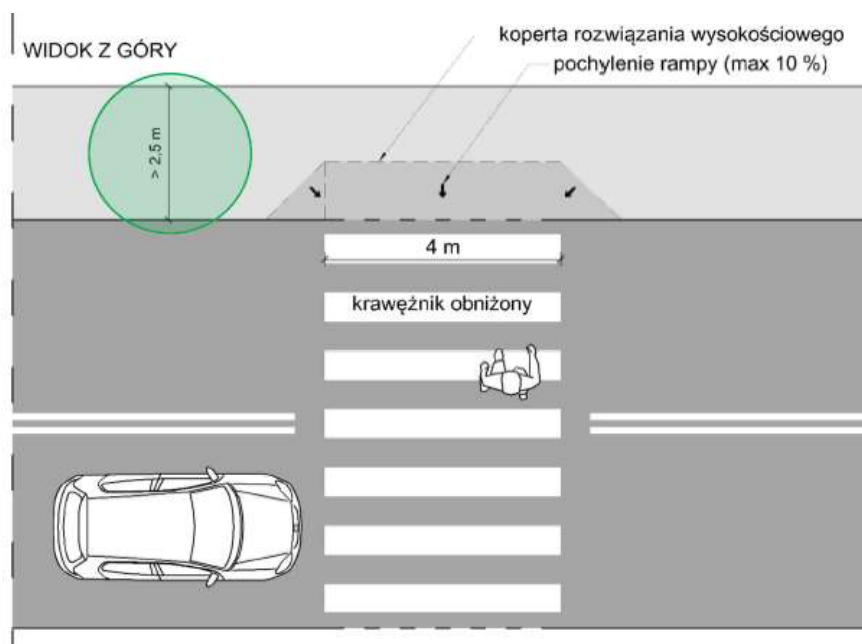 WIDOK Z GÓRY
koperta rozwiązania wysokościowego
pochylenie rampy (max 10 %)
> 2,5 m
4 m
krawężnik obniżony